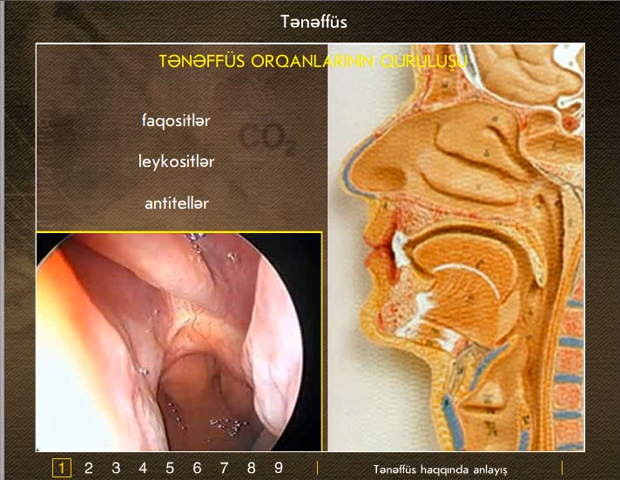 Tənəffüs
TƏNƏFFÜS ORQANLARININ QURULUŞU
faqositlər
CO₂
leykositlər
antitellər
1 2 3 4 5 6 7 8 9
Tənəffüs haqqında anlayış